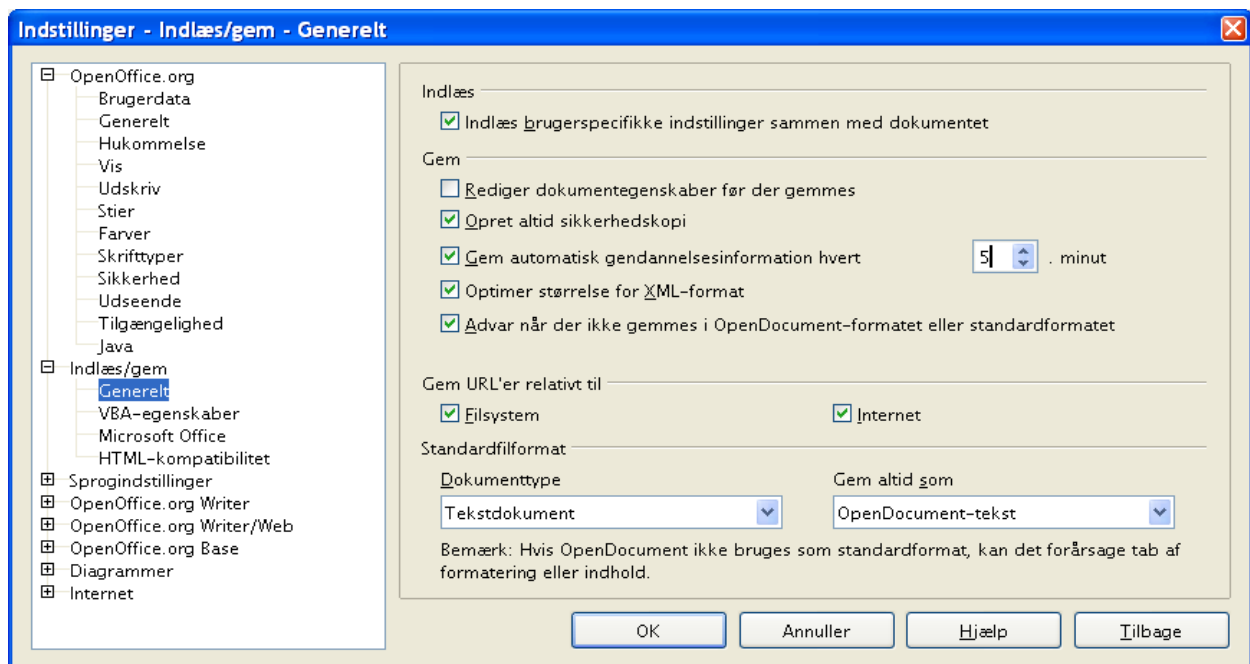 Indstillinger - Indlæs/gem - Generelt
OpenOffice.org
Brugerdata
Generelt
Hukommelse
Vis
Udskriv
Stier
Farver
Skrifttyper
Sikkerhed
Udseende
Tilgængelighed
Java
Indlæs/gem
Generelt
VBA-egenskaber
Microsoft Office
HTML-kompatibilitet
Sprogindstillinger
OpenOffice.org Writer
OpenOffice.org Writer/Web
OpenOffice.org Base
Diagrammer
Internet
Indlæs
Indlæs brugerspecifikke indstillinger sammen med dokumentet
Gem
Rediger dokumentegenskaber før der gemmes
Opret altid sikkerhedskopi
Gem automatisk gendannelsesinformation hvert 5 . minut
Optimer størrelse for XML-format
Advar når der ikke gemmes i OpenDocument-formatet eller standardformatet
Gem URL'er relativt til
Filsystem Internet
Standardfilformat
Dokumenttype Gem altid som
Tekstdokument OpenDocument-tekst
Bemærk: Hvis OpenDocument ikke bruges som standardformat, kan det forårsage tab af
formatering eller indhold.
OK Annuller Hjælp Tilbage